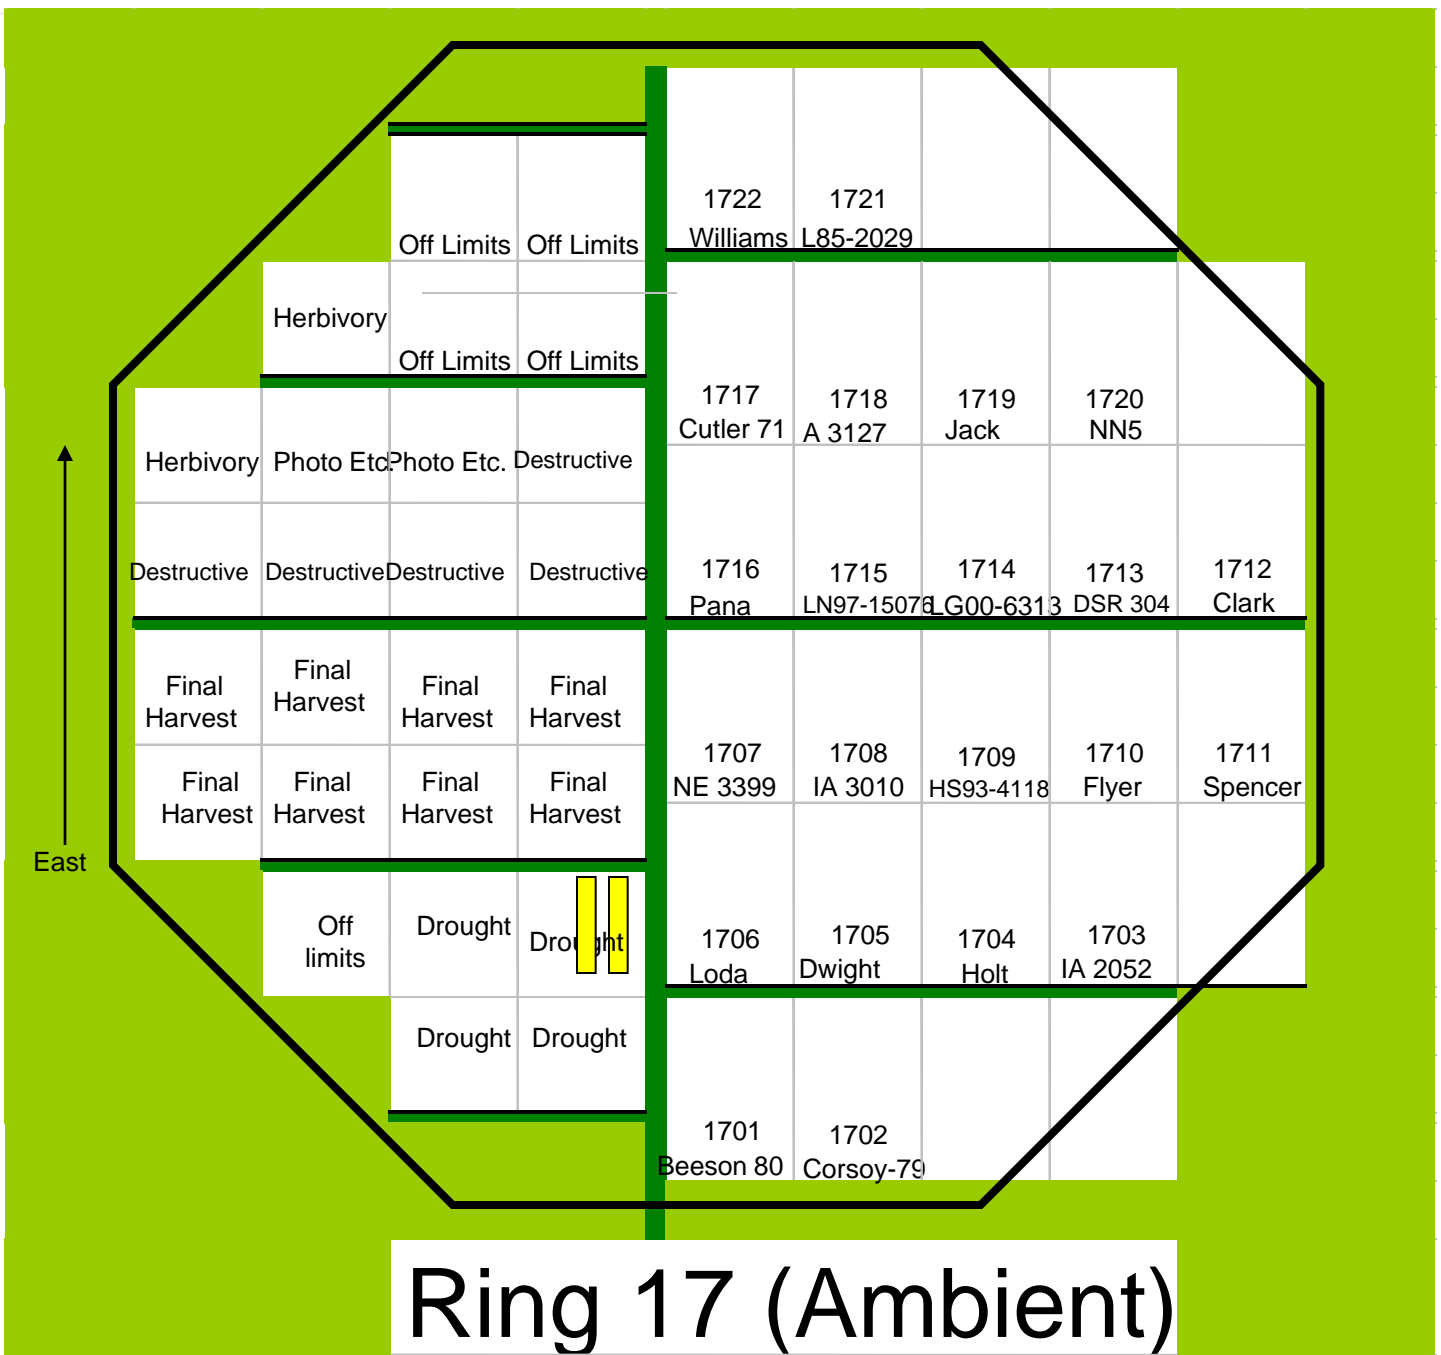 1722 1721
Williams L85-2029
Off Limits Off Limits
Herbivory
Off Limits Off Limits
1717 1718 1719 1720
Cutler 71 A 3127 Jack NN5
Herbivory Photo Etc. Photo Etc. Destructive
Destructive Destructive Destructive Destructive
1716 1715 1714 1713 1712
Pana LN97-15076 LG00-6313 DSR 304 Clark
Final Final Final Final
Harvest Harvest Harvest Harvest
1707 1708 1709 1710 1711
NE 3399 IA 3010 HS93-4118 Flyer Spencer
Final Final Final Final
Harvest Harvest Harvest Harvest
East
Off Drought Drought
limits
1706 1705 1704 1703
Loda Dwight Holt IA 2052
Drought Drought
1701 1702
Beeson 80 Corsoy-79
Ring 17 (Ambient)